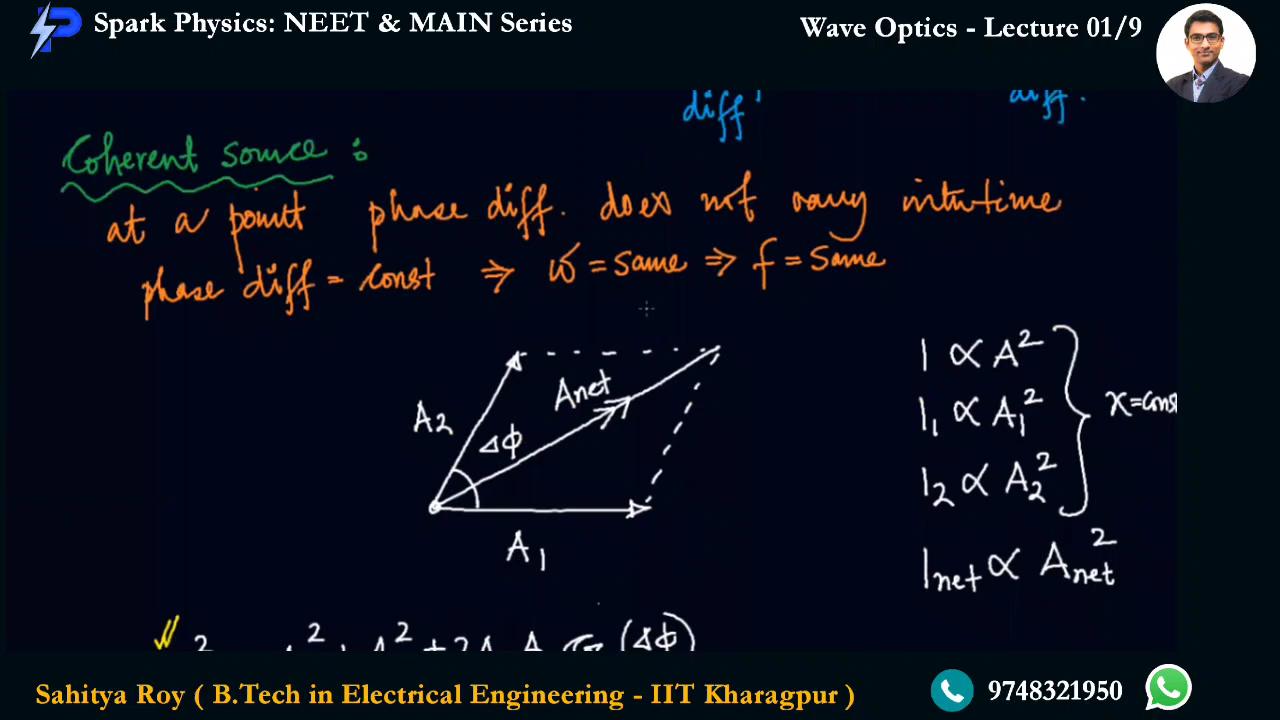 Spark Physics: NEET & MAIN Series
Wave Optics - Lecture 01/9
diff
diff.
Coherent source :
at a point phase diff. does not vary with time
phase diff = const ⇒ ω = same ⇒ f = same
A2
Anet
Δϕ
A1
I ∝ A²
I₁ ∝ A₁²
I₂ ∝ A₂²
x = const
Inet ∝ Anet²
Sahitya Roy ( B.Tech in Electrical Engineering - IIT Kharagpur )
9748321950